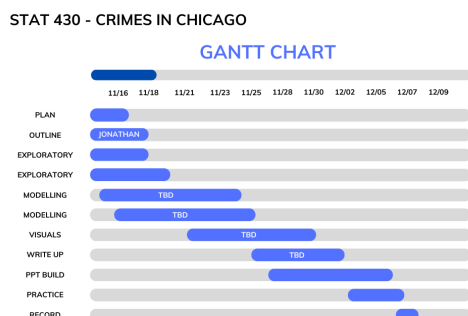 STAT 430 - CRIMES IN CHICAGO
GANTT CHART
11/16 11/18 11/21 11/23 11/25 11/28 11/30 12/02 12/05 12/07 12/09
PLAN
OUTLINE JONATHAN
EXPLORATORY
EXPLORATORY
MODELLING TBD
MODELLING TBD
VISUALS TBD
WRITE UP TBD
PPT BUILD
PRACTICE
RECORD